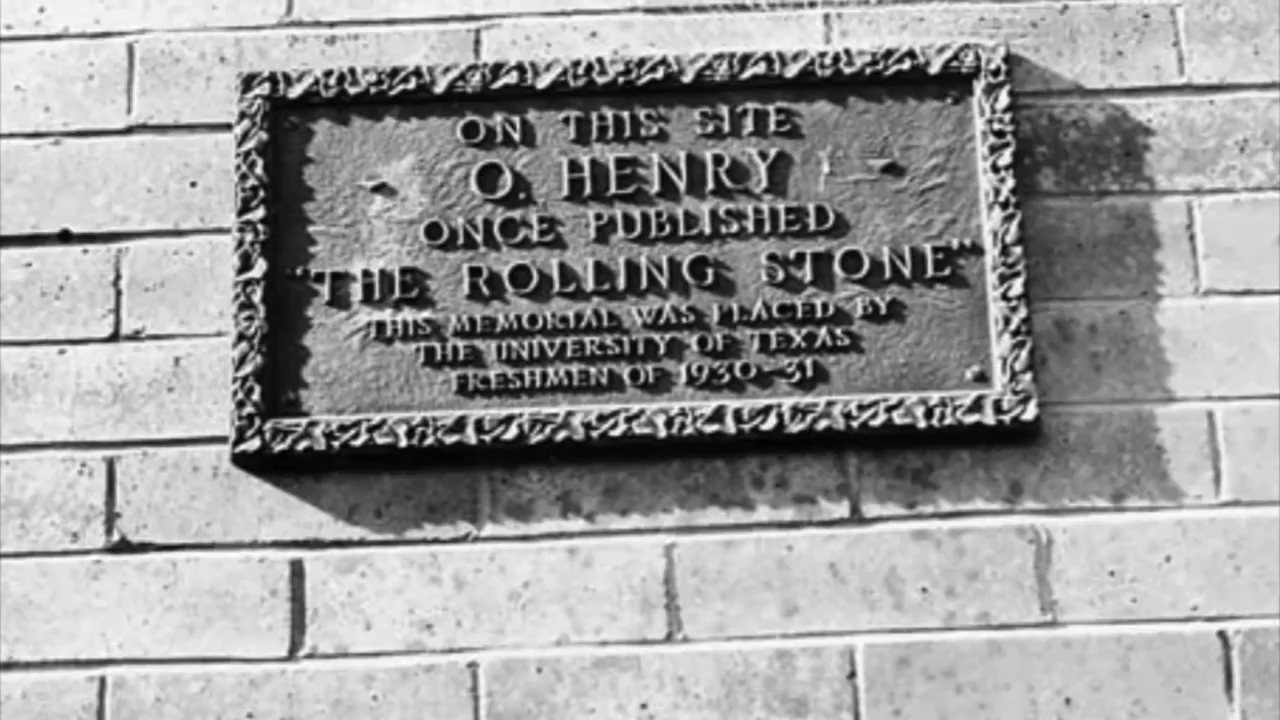 ON THIS SITE
O. HENRY
ONCE PUBLISHED
"THE ROLLING STONE"
THIS MEMORIAL WAS PLACED BY
THE UNIVERSITY OF TEXAS
FRESHMEN OF 1930-31